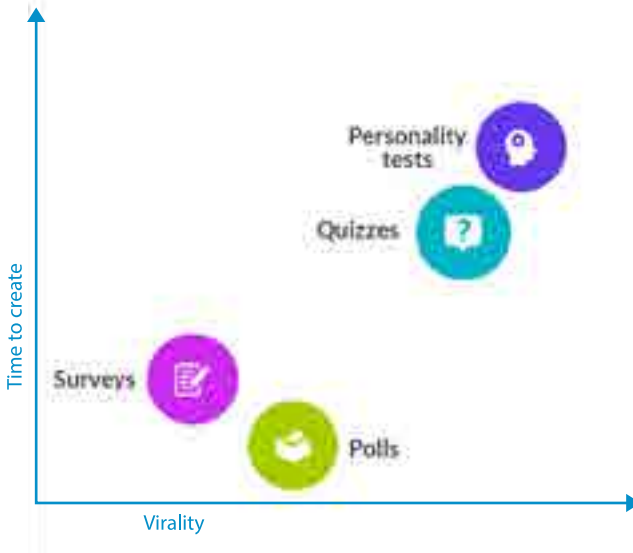 Personality
tests
?
Quizzes
Time to create
Surveys
Polls
Virality